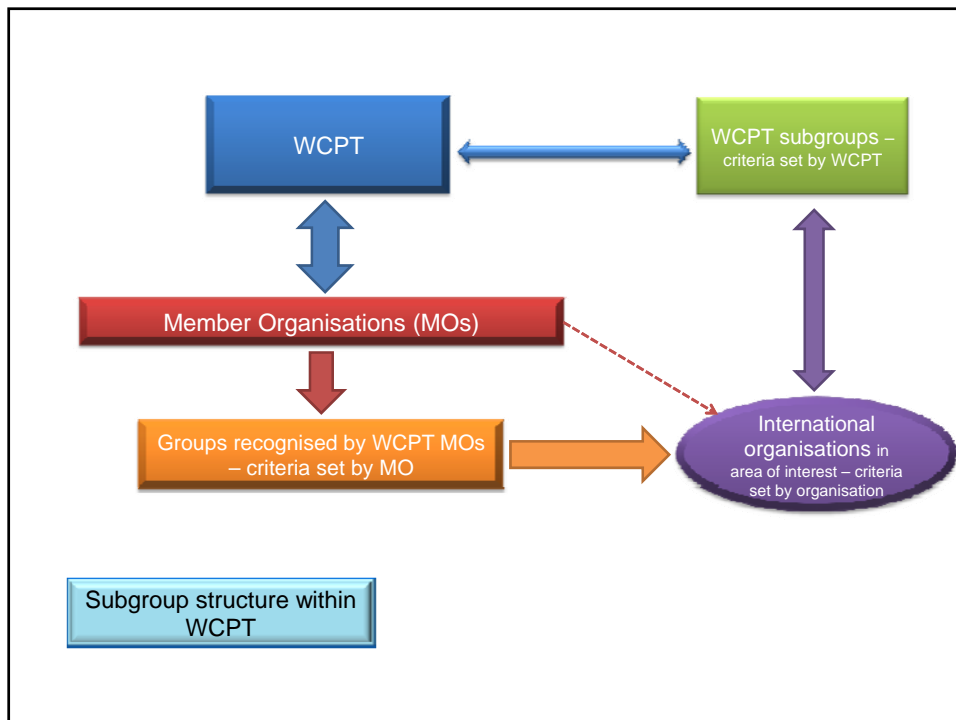 WCPT
WCPT subgroups –
criteria set by WCPT
Member Organisations (MOs)
Groups recognised by WCPT MOs
– criteria set by MO
International
organisations in
area of interest – criteria
set by organisation
Subgroup structure within
WCPT